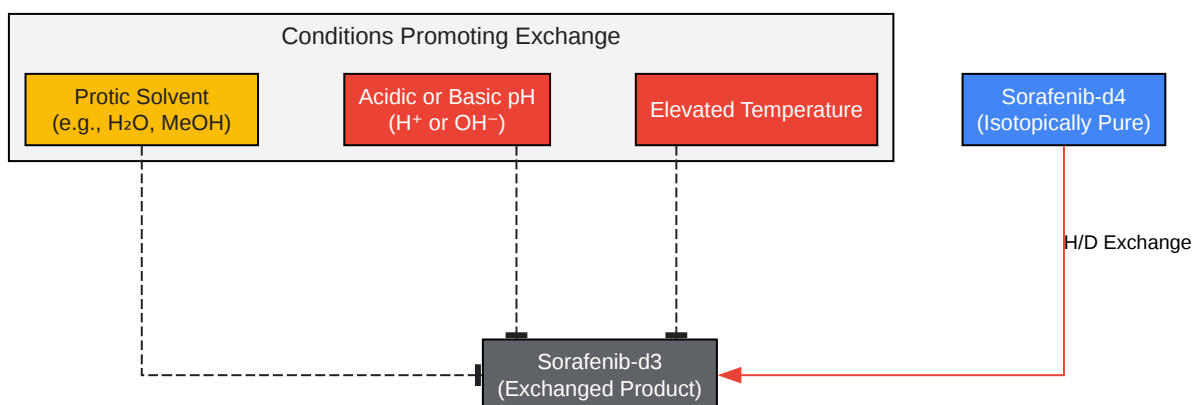 Conditions Promoting Exchange
Protic Solvent
(e.g., H₂O, MeOH)
Acidic or Basic pH
(H⁺ or OH⁻)
Elevated Temperature
Sorafenib-d4
(Isotopically Pure)
H/D Exchange
Sorafenib-d3
(Exchanged Product)